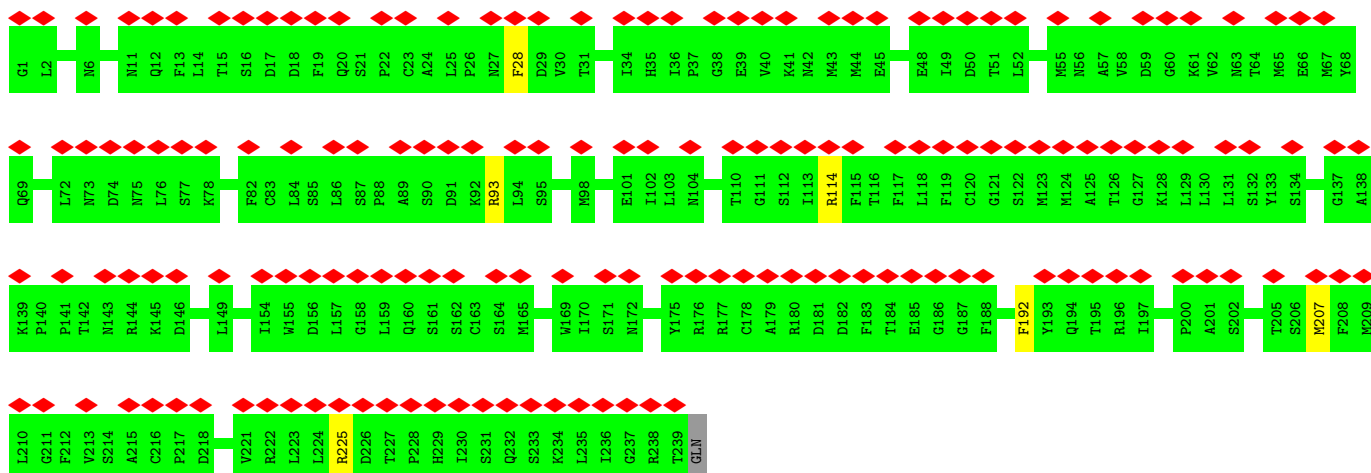 G1 L2 N6 N11 Q12 F13 L14 T15 S16 D17 D18 F19 Q20 S21 P22 C23 A24 L25 P26 N27 F28 D29 V30 T31 I34 H35 I36 P37 G38 E39 V40 K41 N42 M43 M44 E45 E48 I49 D50 T51 L52 M55 N56 A57 V58 D59 G60 K61 V62 N63 T64 M65 E66 M67 Y68
Q69 L72 N73 D74 N75 L76 S77 K78 F82 C83 L84 S85 L86 S87 P88 A89 S90 D91 K92 R93 L94 S95 M98 E101 I102 L103 N104 T110 G111 S112 I113 R114 F115 T116 F117 L118 F119 C120 G121 S122 M123 M124 A125 T126 G127 K128 L129 L130 L131 S132 Y133 S134 G137 A138
K139 P140 P141 T142 N143 R144 K145 D146 L149 I154 W155 D156 L157 G158 L159 Q160 S161 S162 C163 S164 M165 W169 I170 S171 N172 Y175 R176 R177 C178 A179 R180 D181 D182 F183 T184 E185 G186 G187 F188 F192 Y193 Q194 T195 R196 I197 P200 A201 S202 T205 S206 M207 F208 M209
L210 G211 F212 V213 S214 A215 C216 P217 D218 V221 R222 L223 L224 R225 D226 T227 P228 H229 I230 S231 Q232 S233 K234 L235 I236 G237 R238 T239 GLN